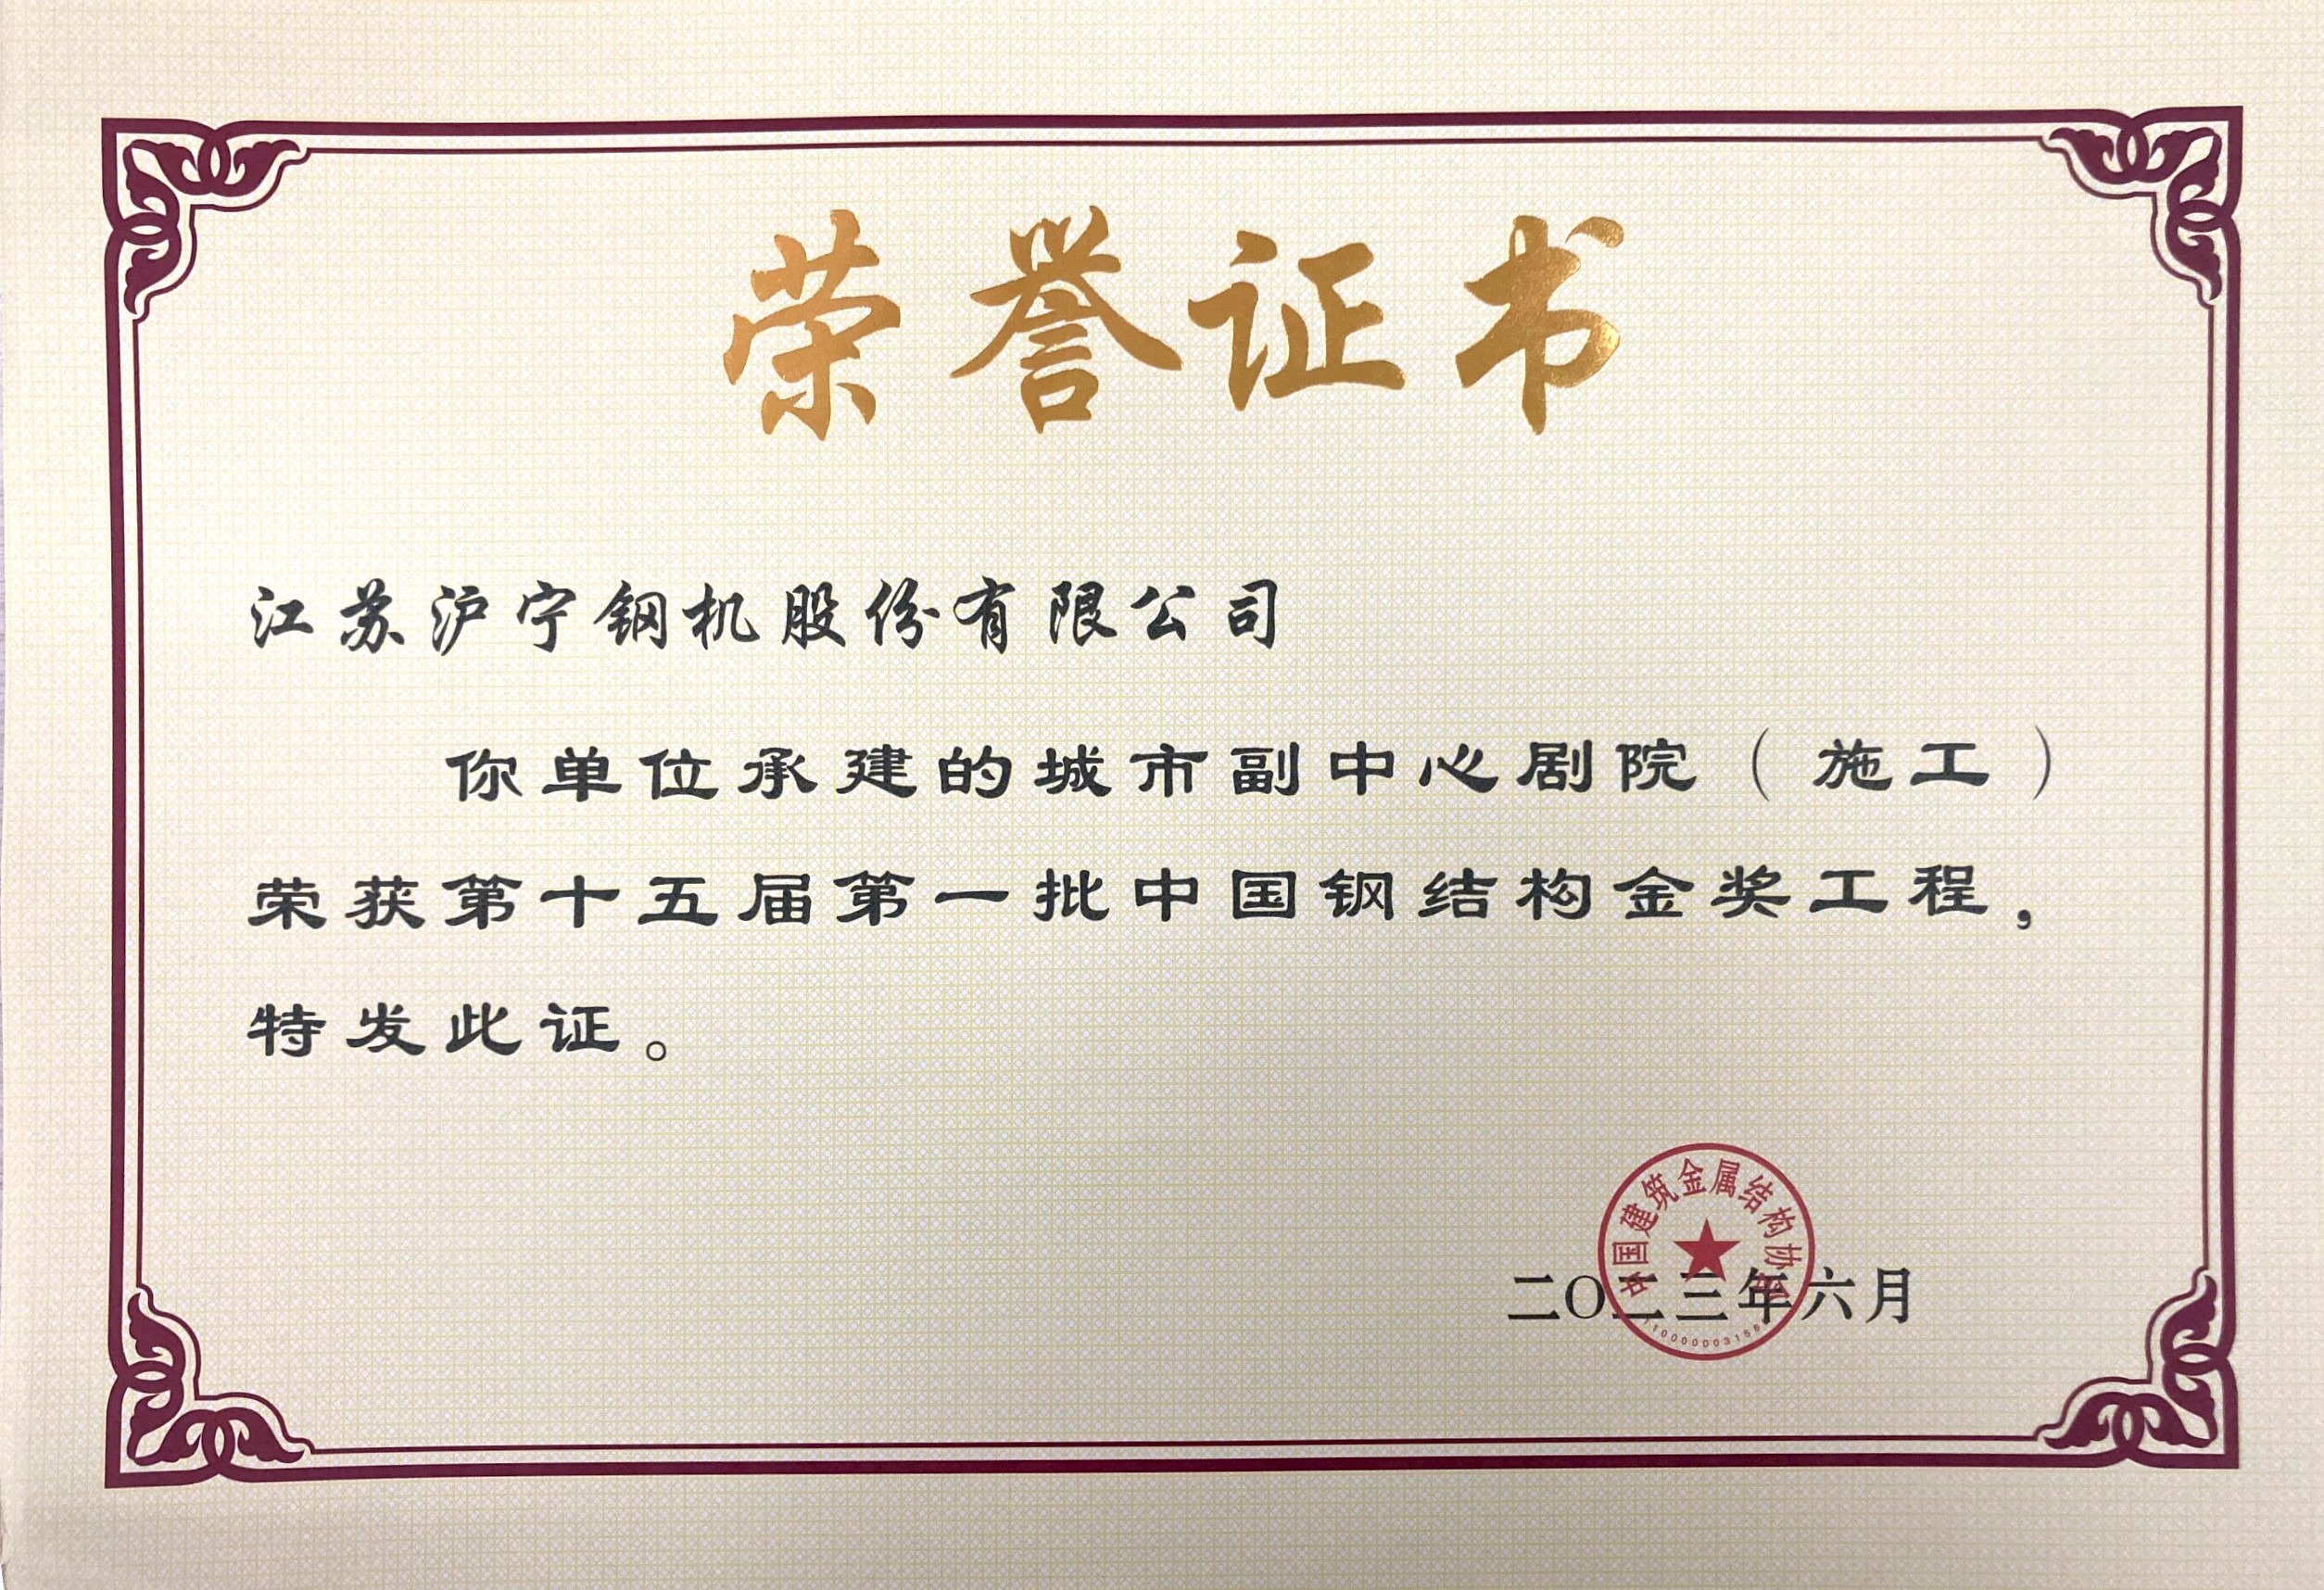 荣誉证书
江苏沪宁钢机股份有限公司
你单位承建的城市副中心剧院（施工）
荣获第十五届第一批中国钢结构金奖工程，
特发此证。
中国建筑金属结构协会
二〇二三年六月